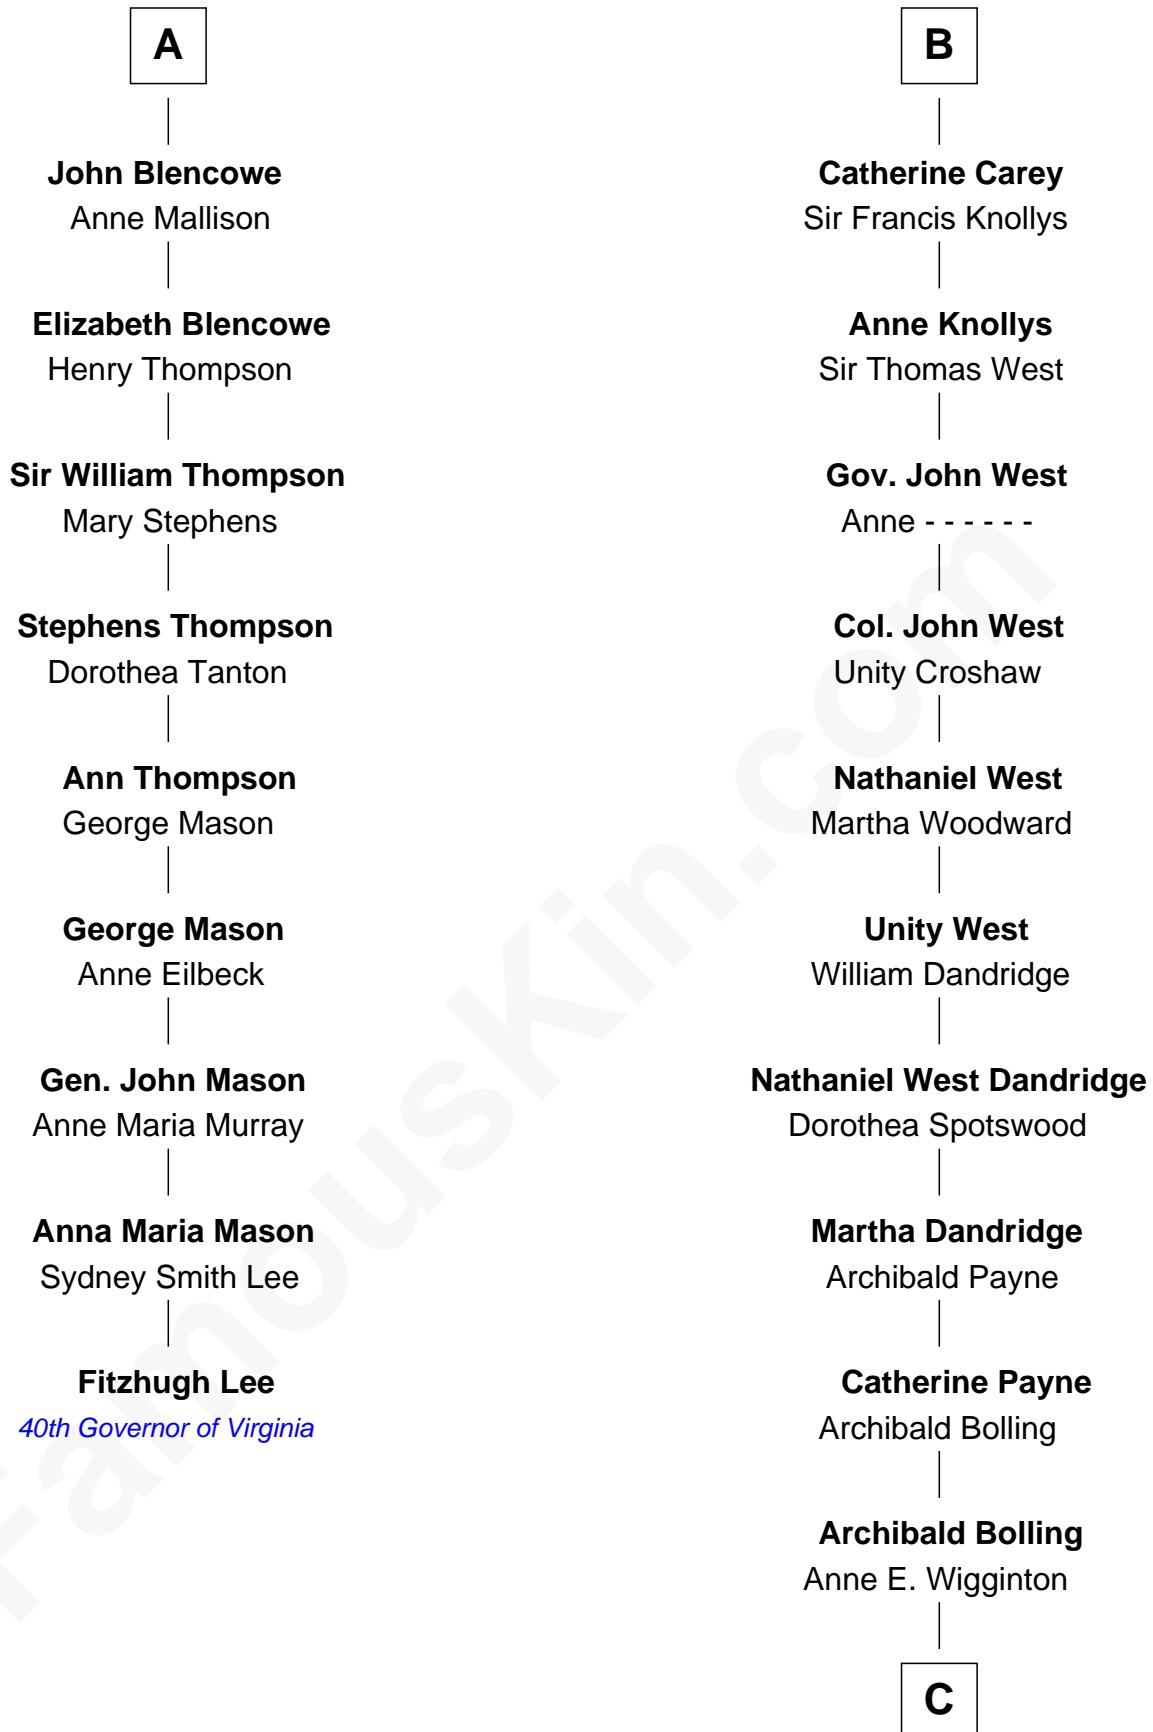 A
John Blencowe
Anne Mallison
Elizabeth Blencowe
Henry Thompson
Sir William Thompson
Mary Stephens
Stephens Thompson
Dorothea Tanton
Ann Thompson
George Mason
George Mason
Anne Eilbeck
Gen. John Mason
Anne Maria Murray
Anna Maria Mason
Sydney Smith Lee
Fitzhugh Lee
40th Governor of Virginia
B
Catherine Carey
Sir Francis Knollys
Anne Knollys
Sir Thomas West
Gov. John West
Anne - - - - - -
Col. John West
Unity Croshaw
Nathaniel West
Martha Woodward
Unity West
William Dandridge
Nathaniel West Dandridge
Dorothea Spotswood
Martha Dandridge
Archibald Payne
Catherine Payne
Archibald Bolling
Archibald Bolling
Anne E. Wigginton
C
FamousKin.com